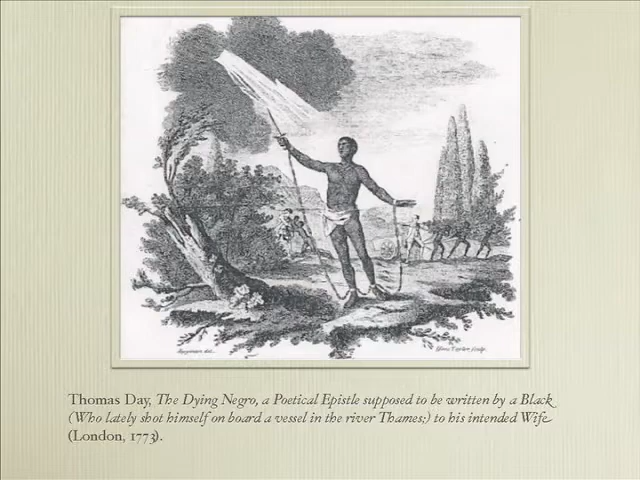 Thomas Day, The Dying Negro, a Poetical Epistle supposed to be written by a Black
(Who lately shot himself on board a vessel in the river Thames;) to his intended Wife
(London, 1773).